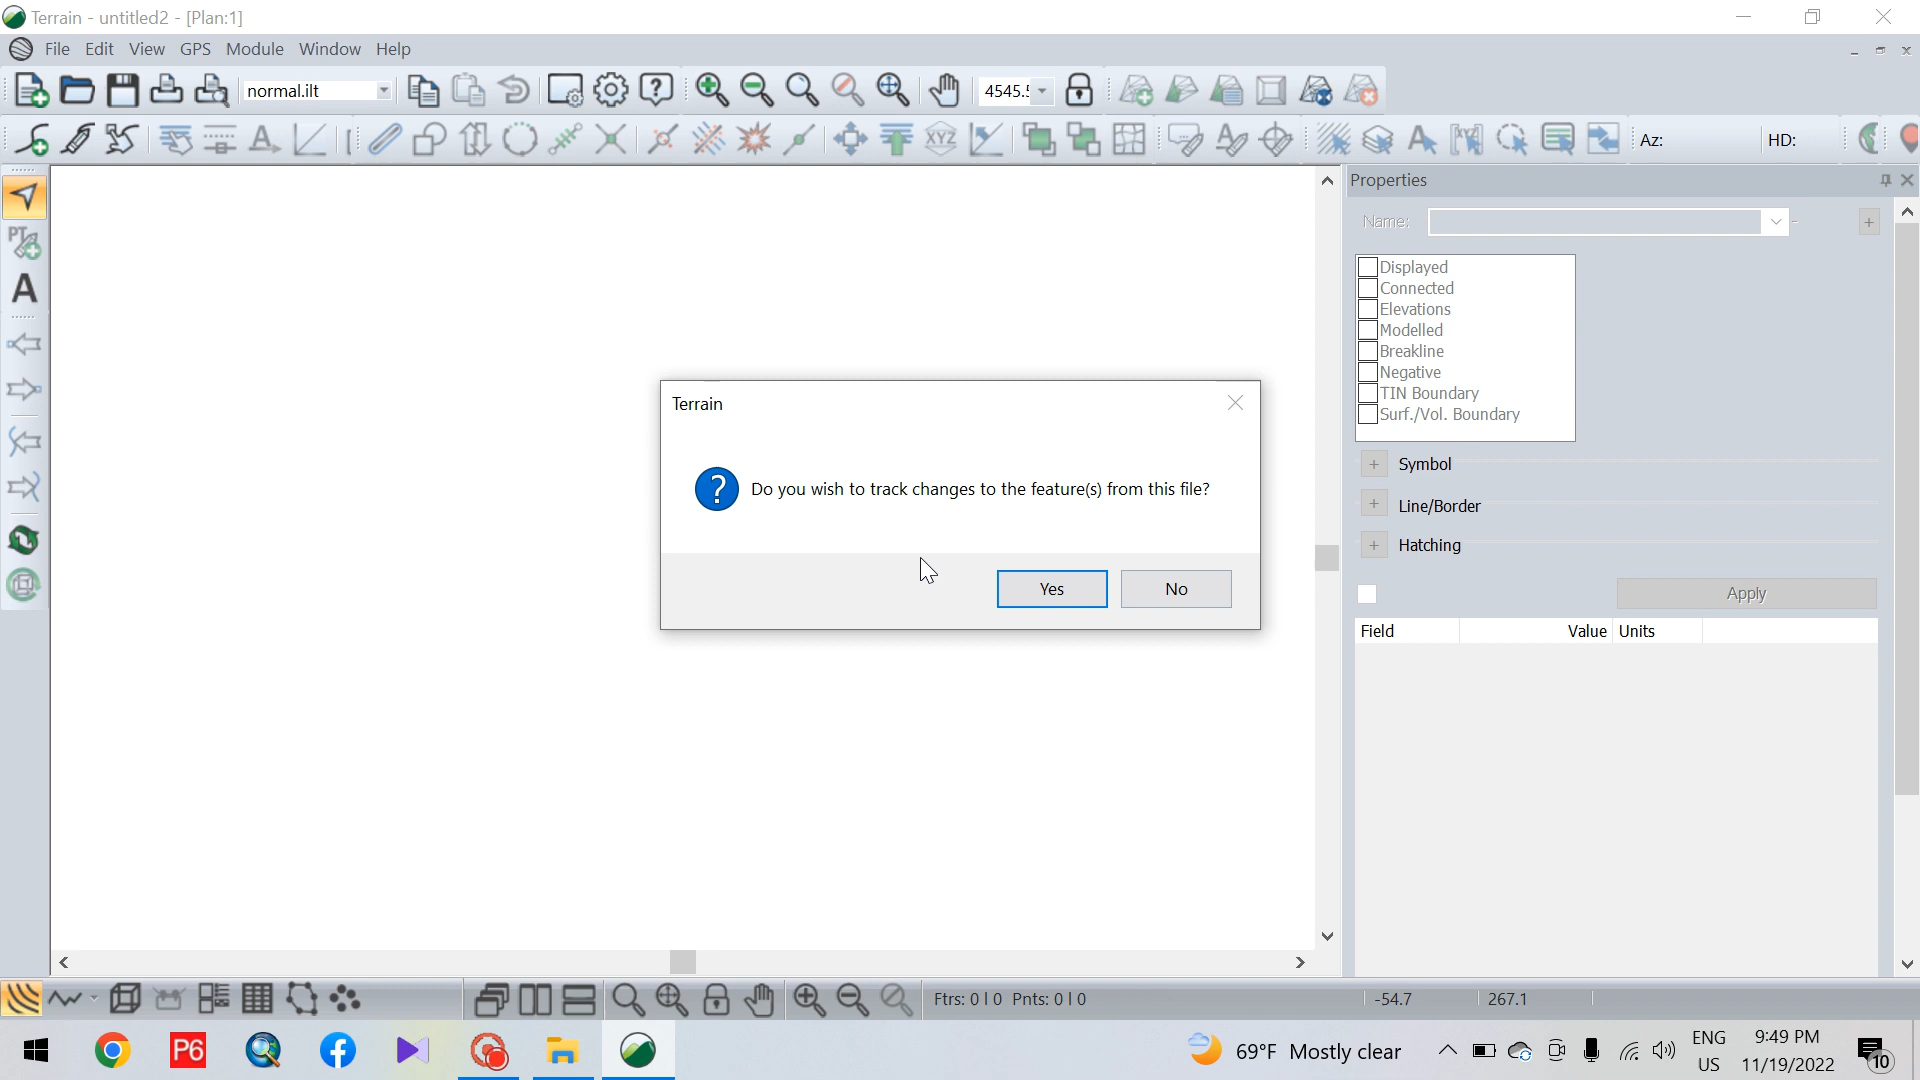 Terrain - untitled2 - [Plan:1]
File Edit View GPS Module Window Help
normal.ilt
4545.5
A XYZ Az: HD:
Properties
PT
Name:
A
Displayed
Connected
Elevations
Modelled
Breakline
Negative
TIN Boundary
Surf./Vol. Boundary
Terrain
Symbol
? Do you wish to track changes to the feature(s) from this file?
Line/Border
Hatching
Yes No
Apply
Field Value Units
Ftrs: 0 | 0 Pnts: 0 | 0 -54.7 267.1
P6
69°F Mostly clear
ENG
US
9:49 PM
11/19/2022
10